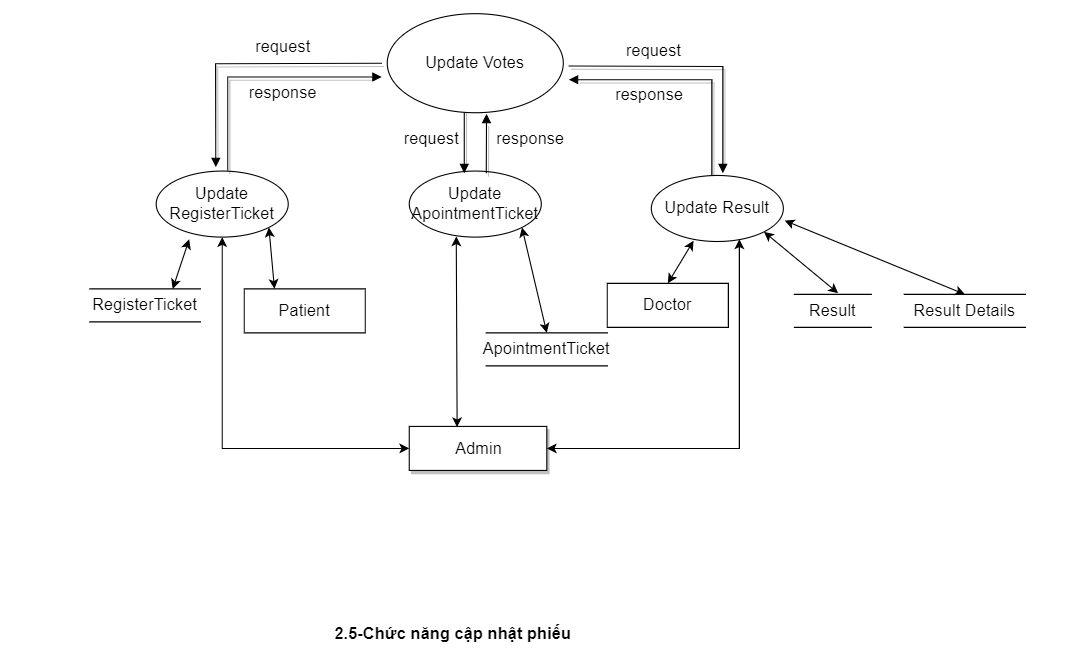 Update Votes
request
response
request
response
request
response
Update
RegisterTicket
Update
ApointmentTicket
Update Result
RegisterTicket
Patient
ApointmentTicket
Doctor
Result
Result Details
Admin
2.5-Chức năng cập nhật phiếu